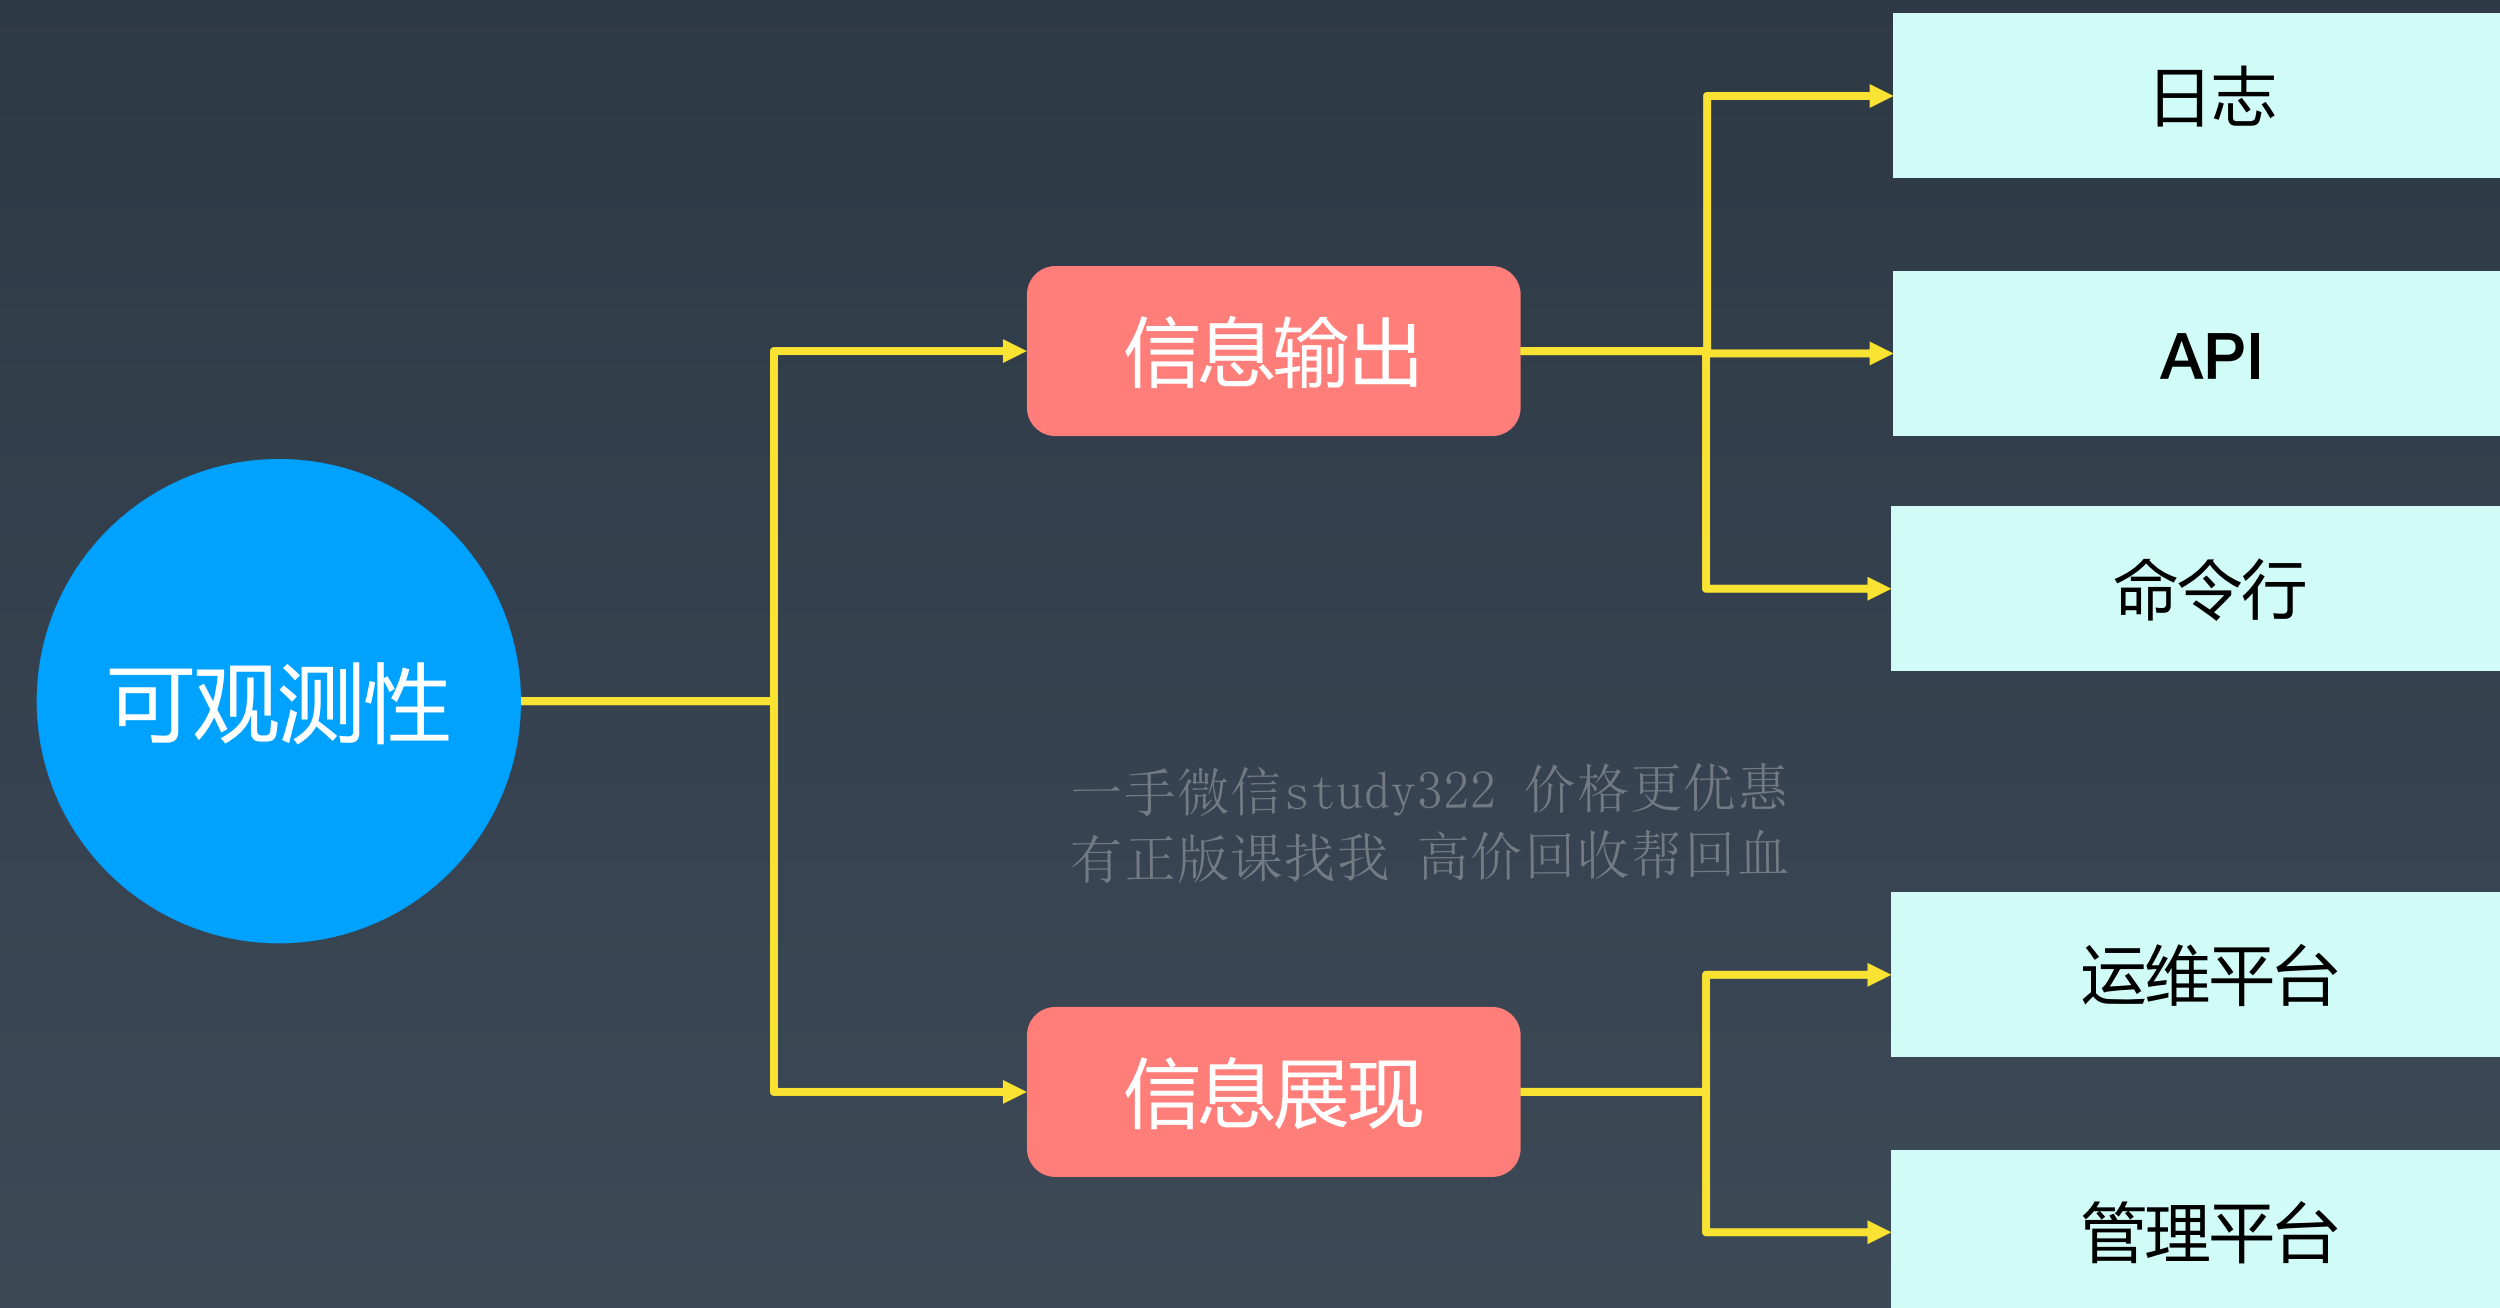 日志
信息输出
API
命令行
可观测性
一手微信study322 价格更优惠
有正版课找我 高价回收帮回血
运维平台
信息展现
管理平台